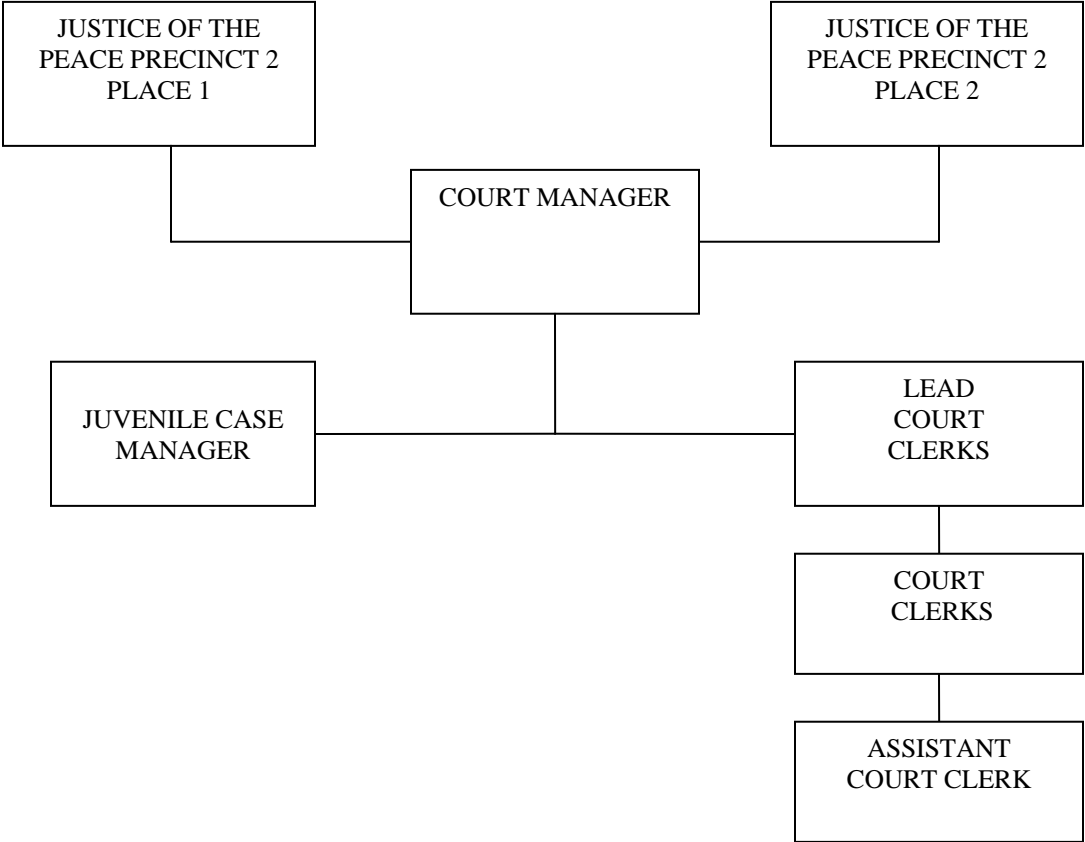 JUSTICE OF THE
PEACE PRECINCT 2
PLACE 1
JUSTICE OF THE
PEACE PRECINCT 2
PLACE 2
COURT MANAGER
JUVENILE CASE
MANAGER
LEAD
COURT
CLERKS
COURT
CLERKS
ASSISTANT
COURT CLERK